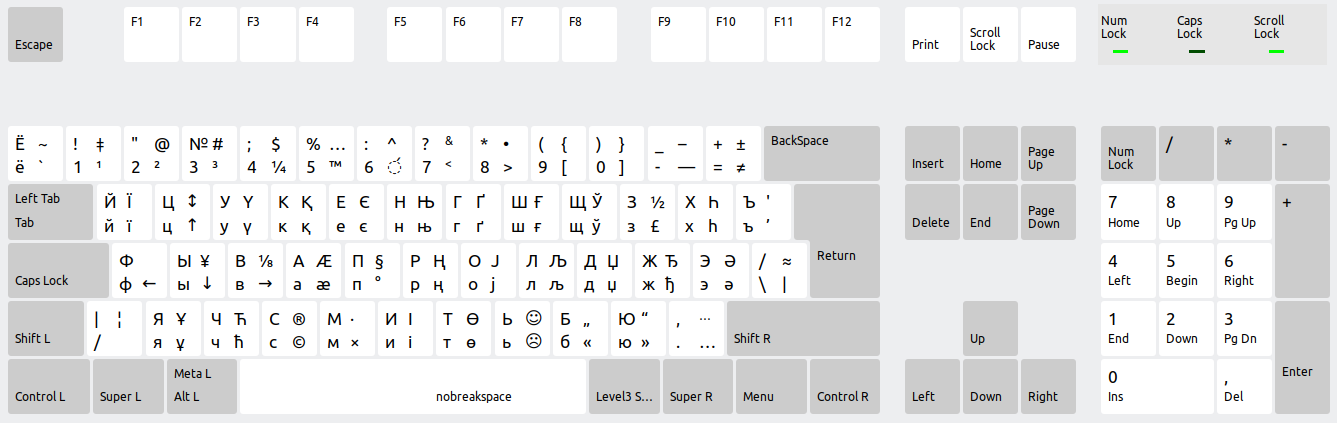 Escape F1 F2 F3 F4 F5 F6 F7 F8 F9 F10 F11 F12 Print Scroll Lock Pause Num Lock Caps Lock Scroll Lock
Ё ~ ! ‡ " @ № # ; $ % … : ^ ? & * • ( { ) } _ – + ± BackSpace Insert Home Page Up Num Lock / * -
ё ` 1 ¹ 2 ² 3 ³ 4 ¼ 5 ™ 6 ◌́ 7 < 8 > 9 [ 0 ] - — = ≠
Left Tab Й Ї Ц ↕ У Ү К Қ Е Є Н Њ Г Ґ Ш Ғ Щ Ў З ½ Х Һ Ъ ' Delete End Page Down 7 8 9 +
Tab й ї ц ↑ у ү к қ е є н њ г ґ ш ғ щ ў з £ х һ ъ ’ Home Up Pg Up
Ф Ы ¥ В ⅛ А Æ П § Р Ң О Ј Л Љ Д Џ Ж Ђ Э Ә / ≈ Return 4 5 6
Caps Lock ф ← ы ↓ в → а æ п ° р ң о ј л љ д џ ж ђ э ә \ | Left Begin Right
| ¦ Я Ұ Ч Ћ С ® М · И І Т Ө Ь ☺ Б „ Ю “ , ··· 1 2 3
Shift L / я ұ ч ћ с © м × и і т ө ь ☹ б « ю » . … Shift R Up End Down Pg Dn
Meta L 0 , Enter
Control L Super L Alt L nobreakspace Level3 S... Super R Menu Control R Left Down Right Ins Del